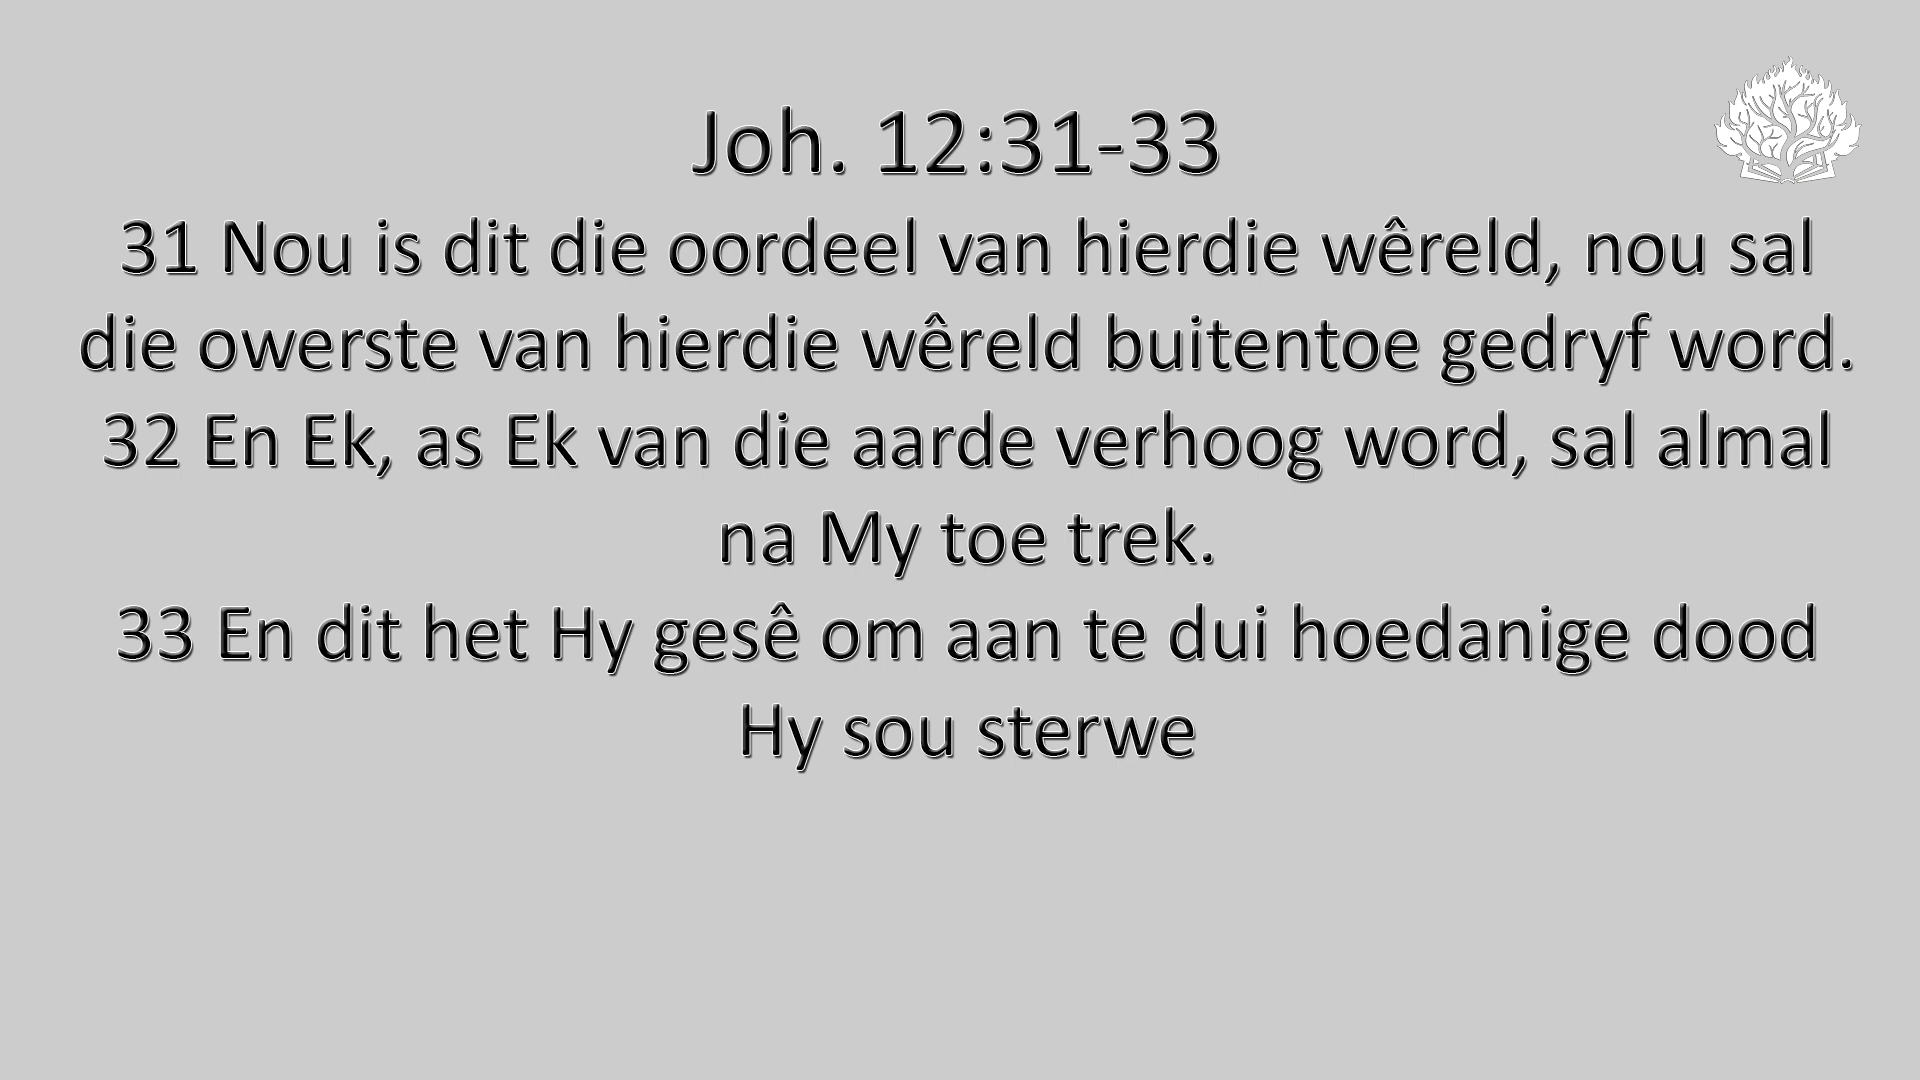 Joh. 12:31-33
31 Nou is dit die oordeel van hierdie wêreld, nou sal
die owerste van hierdie wêreld buitentoe gedryf word.
32 En Ek, as Ek van die aarde verhoog word, sal almal
na My toe trek.
33 En dit het Hy gesê om aan te dui hoedanige dood
Hy sou sterwe